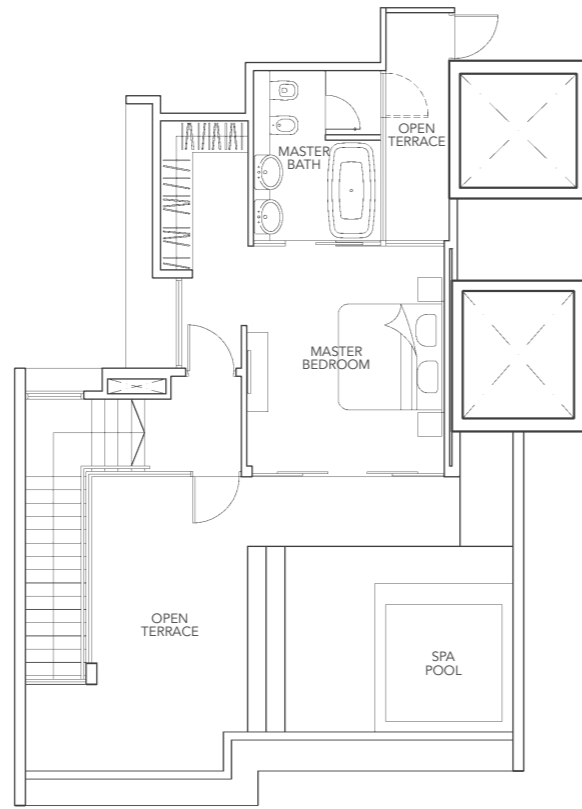 OPEN
TERRACE
MASTER
BATH
MASTER
BEDROOM
OPEN
TERRACE
SPA
POOL